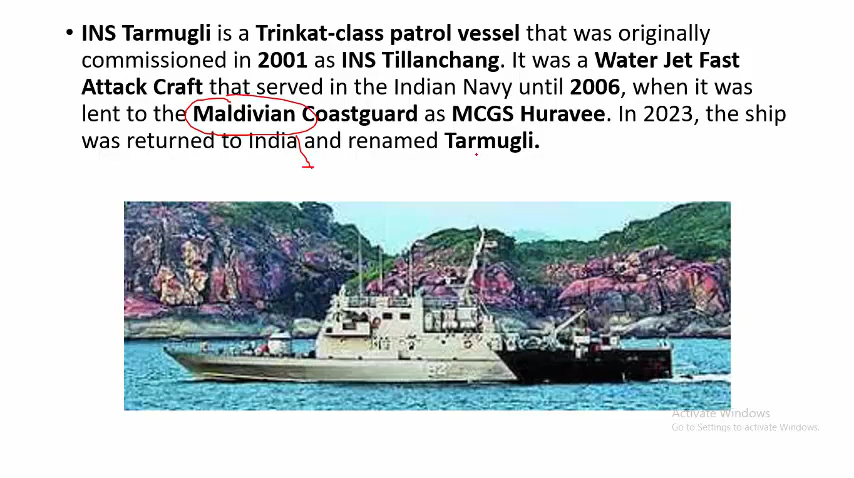 • INS Tarmugli is a Trinkat-class patrol vessel that was originally
commissioned in 2001 as INS Tillanchang. It was a Water Jet Fast
Attack Craft that served in the Indian Navy until 2006, when it was
lent to the Maldivian Coastguard as MCGS Huravee. In 2023, the ship
was returned to India and renamed Tarmugli.
Activate Windows
Go to Settings to activate Windows.